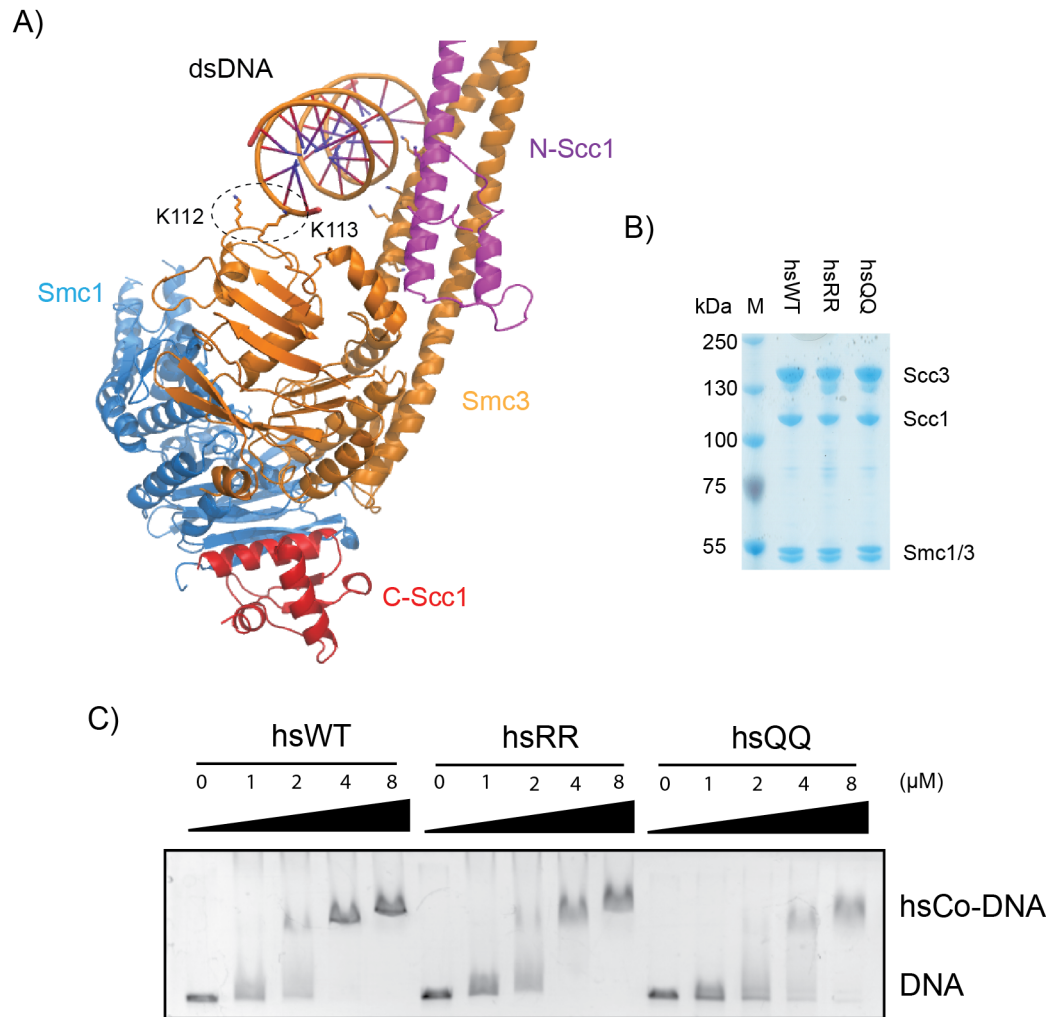 A)
dsDNA
N-Scc1
K112
K113
Smc1
Smc3
C-Scc1
B)
hsWT hsRR hsQQ
kDa M
250
130
100
75
55
Scc3
Scc1
Smc1/3
C)
hsWT hsRR hsQQ
0 1 2 4 8 0 1 2 4 8 0 1 2 4 8 (µM)
hsCo-DNA
DNA